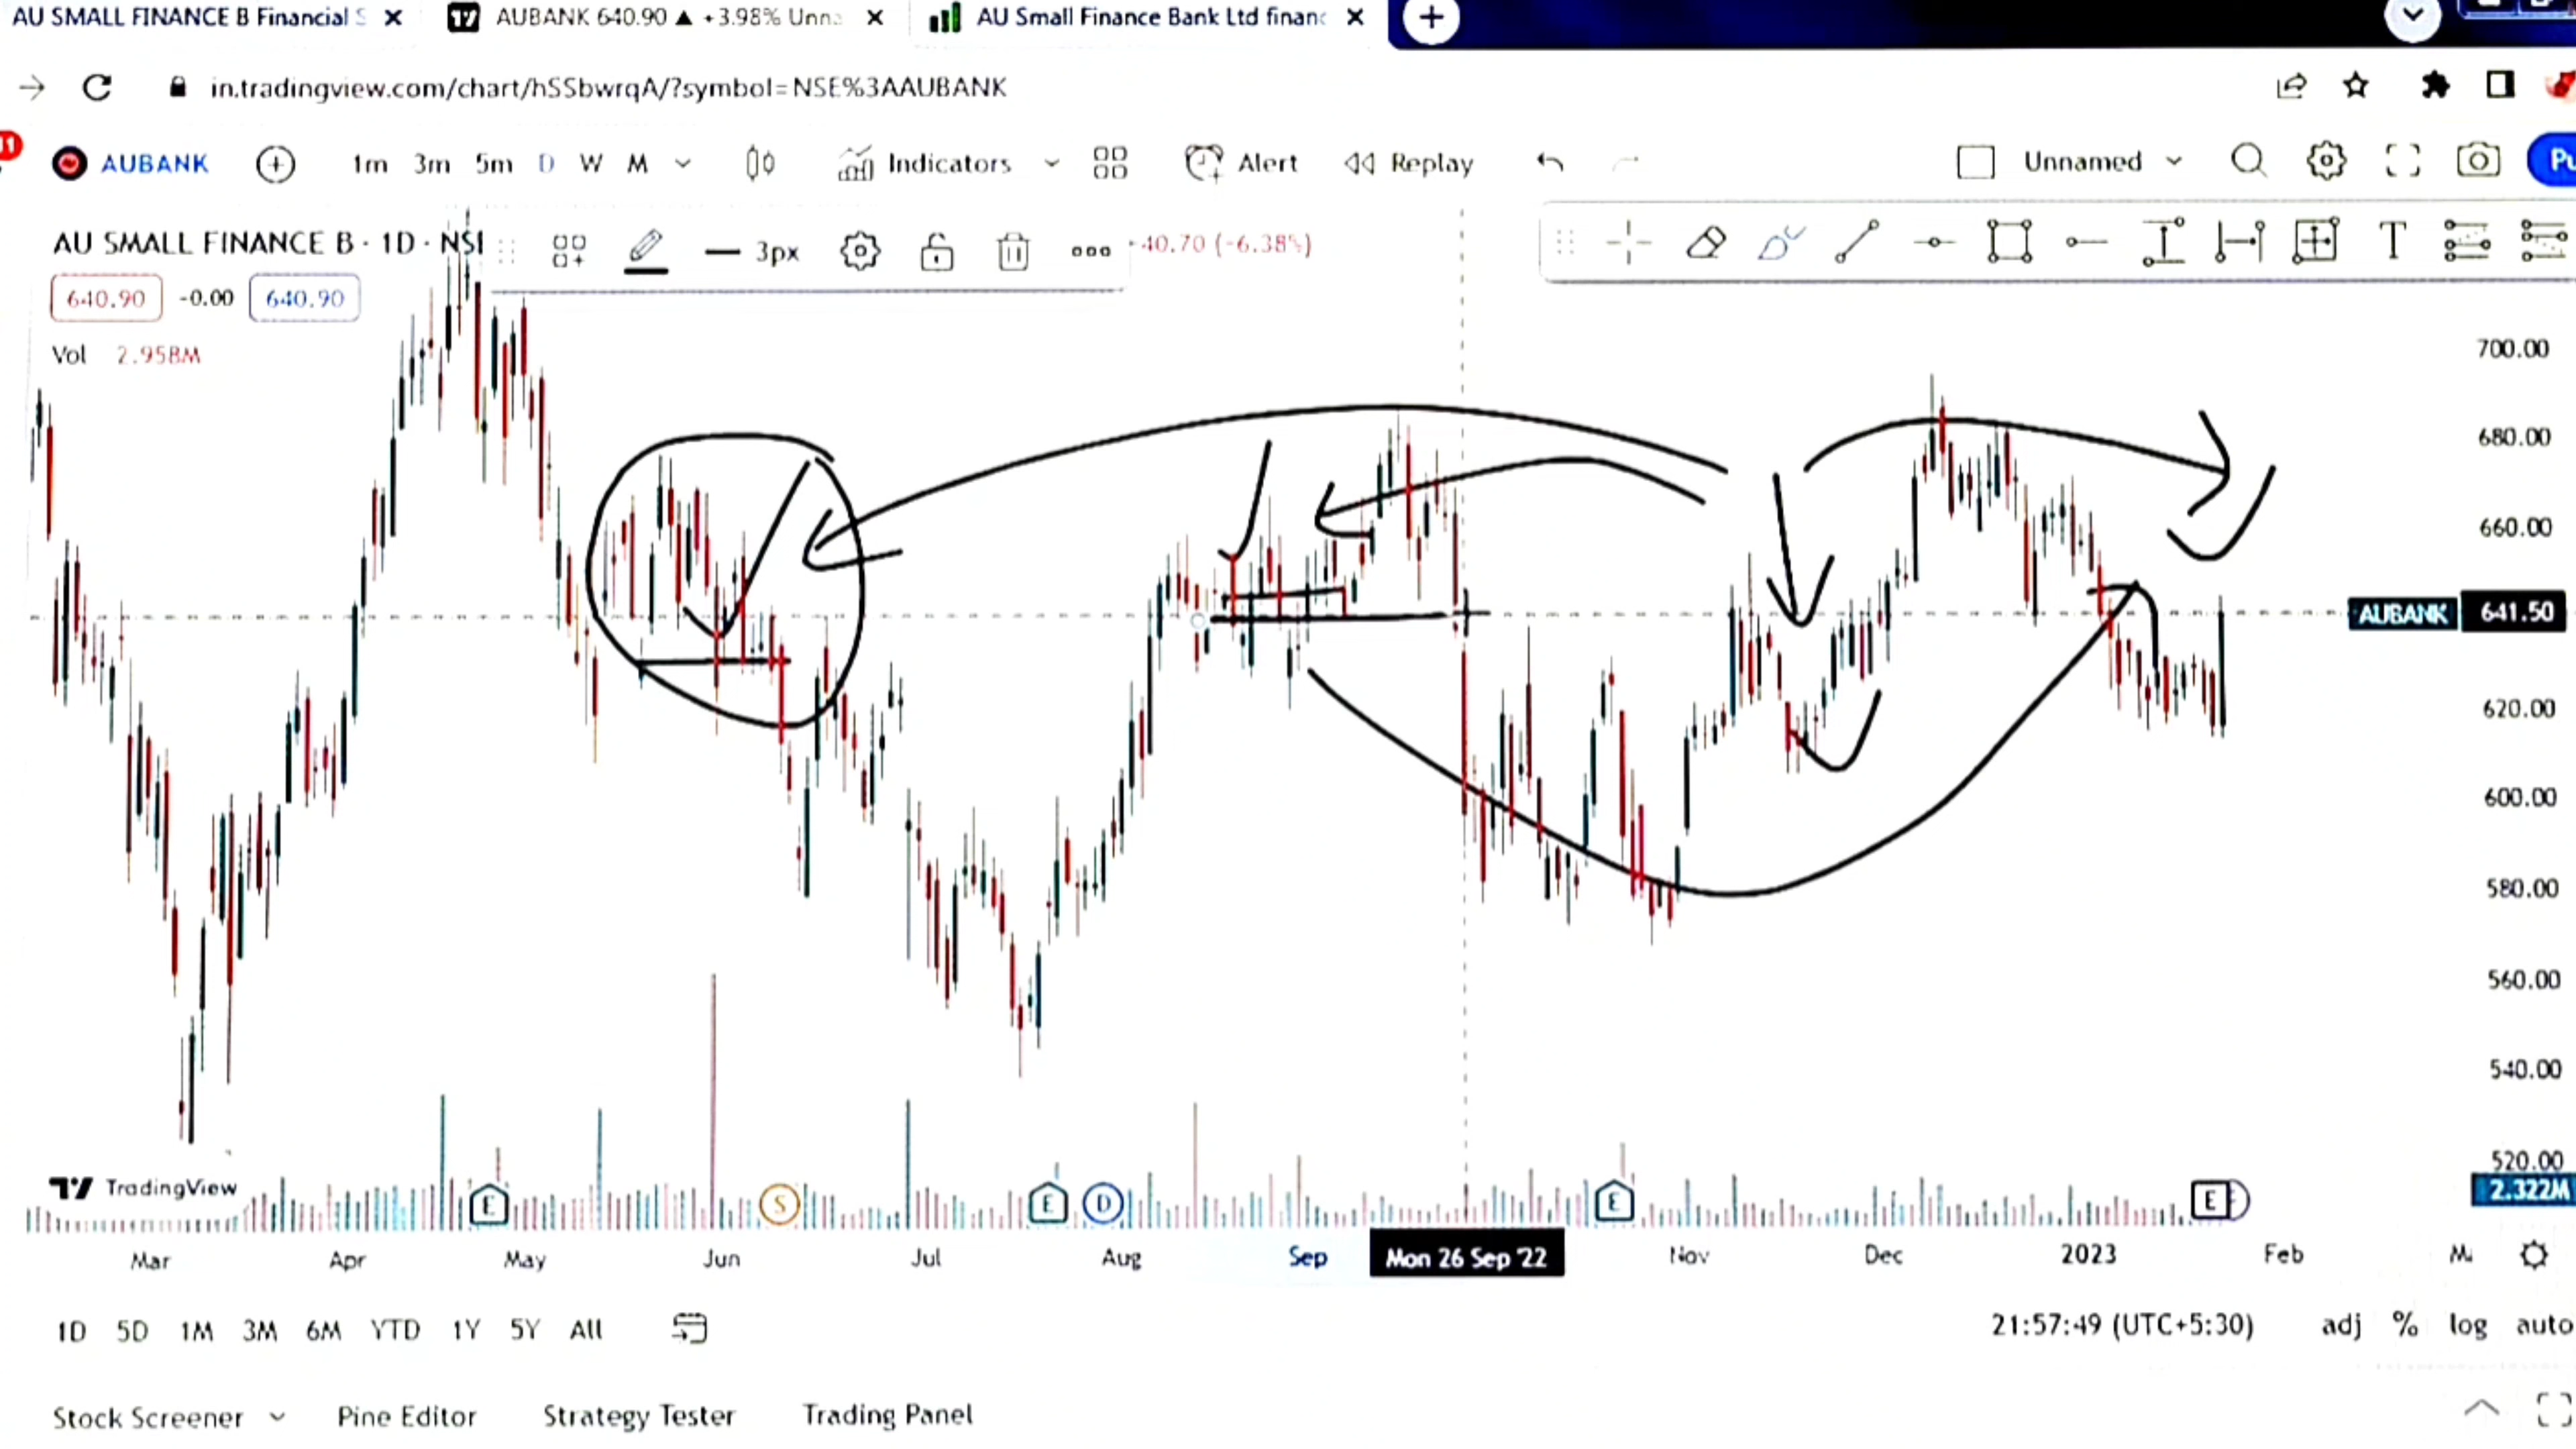 AU SMALL FINANCE B Financial S
AUBANK 640.90 ▲ +3.98% Unna
AU Small Finance Bank Ltd financ
in.tradingview.com/chart/hSSbwrqA/?symbol=NSE%3AAUBANK
AUBANK 1m 3m 5m D W M Indicators Alert Replay Unnamed Pu
AU SMALL FINANCE B · 1D · NSI 3px -40.70 (-6.38%) T
640.90 -0.00 640.90
Vol 2.958M
700.00
680.00
660.00
AUBANK 641.50
620.00
600.00
580.00
560.00
540.00
520.00
2.322M
TradingView
E S E D E E
Mar Apr May Jun Jul Aug Sep Mon 26 Sep '22 Nov Dec 2023 Feb
1D 5D 1M 3M 6M YTD 1Y 5Y All 21:57:49 (UTC+5:30) adj % log auto
Stock Screener Pine Editor Strategy Tester Trading Panel